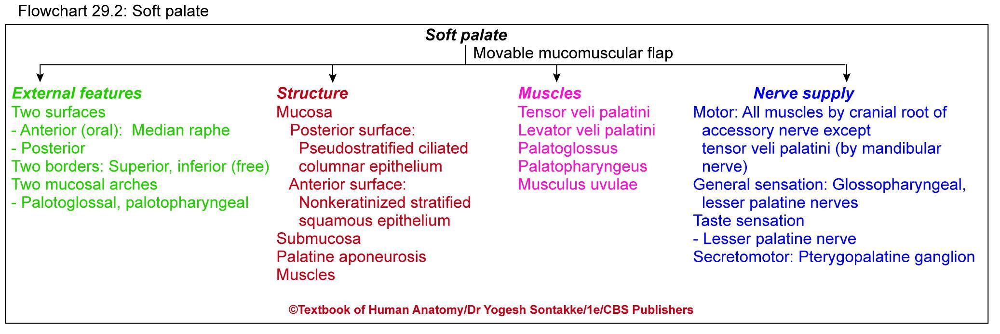 Flowchart 29.2: Soft palate
Soft palate
Movable mucomuscular flap
External features
Two surfaces
- Anterior (oral):  Median raphe
- Posterior
Two borders: Superior, inferior (free)
Two mucosal arches
- Palotoglossal, palotopharyngeal
Structure
Mucosa
Posterior surface:
Pseudostratified ciliated
columnar epithelium
Anterior surface:
Nonkeratinized stratified
squamous epithelium
Submucosa
Palatine aponeurosis
Muscles
Muscles
Tensor veli palatini
Levator veli palatini
Palatoglossus
Palatopharyngeus
Musculus uvulae
Nerve supply
Motor: All muscles by cranial root of
accessory nerve except
tensor veli palatini (by mandibular
nerve)
General sensation: Glossopharyngeal,
lesser palatine nerves
Taste sensation
- Lesser palatine nerve
Secretomotor: Pterygopalatine ganglion
©Textbook of Human Anatomy/Dr Yogesh Sontakke/1e/CBS Publishers